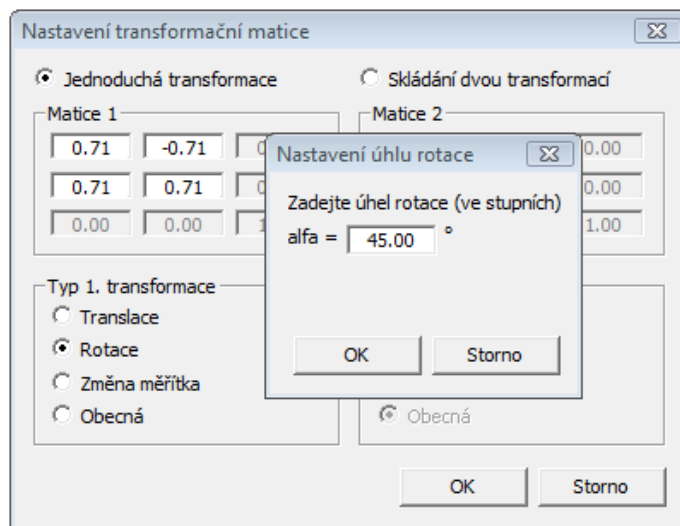 Nastavení transformační matice
Jednoduchá transformace
Skládání dvou transformací
Matice 1
0.71 -0.71
0.71 0.71
0.00 0.00
Matice 2
0.00
0.00
1.00
Nastavení úhlu rotace
Zadejte úhel rotace (ve stupních)
alfa = 45.00 °
OK Storno
Typ 1. transformace
Translace
Rotace
Změna měřítka
Obecná
Obecná
OK Storno